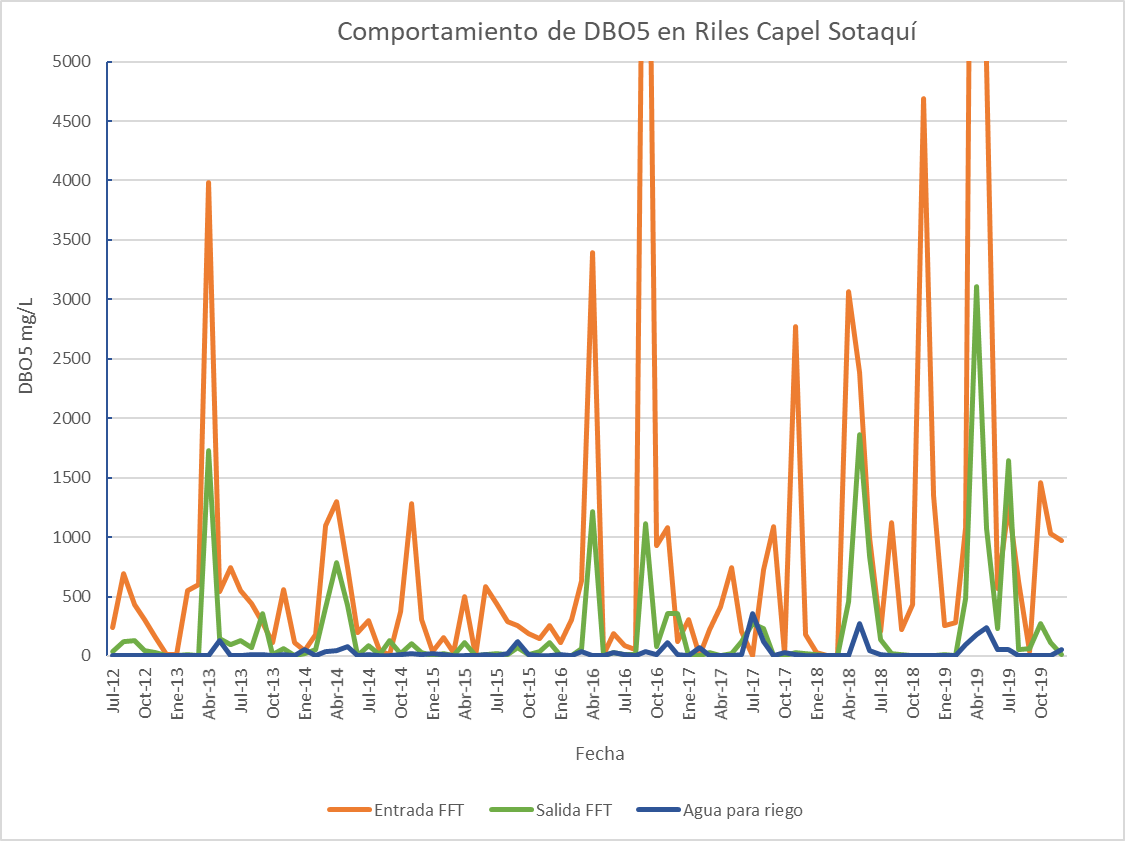 Comportamiento de DBO5 en Riles Capel Sotaquí
5000
4500
4000
3500
3000
2500
2000
1500
1000
500
0
DBO5 mg/L
Jul-12
Oct-12
Ene-13
Abr-13
Jul-13
Oct-13
Ene-14
Abr-14
Jul-14
Oct-14
Ene-15
Abr-15
Jul-15
Oct-15
Ene-16
Abr-16
Jul-16
Oct-16
Ene-17
Abr-17
Jul-17
Oct-17
Ene-18
Abr-18
Jul-18
Oct-18
Ene-19
Abr-19
Jul-19
Oct-19
Fecha
Entrada FFT Salida FFT Agua para riego